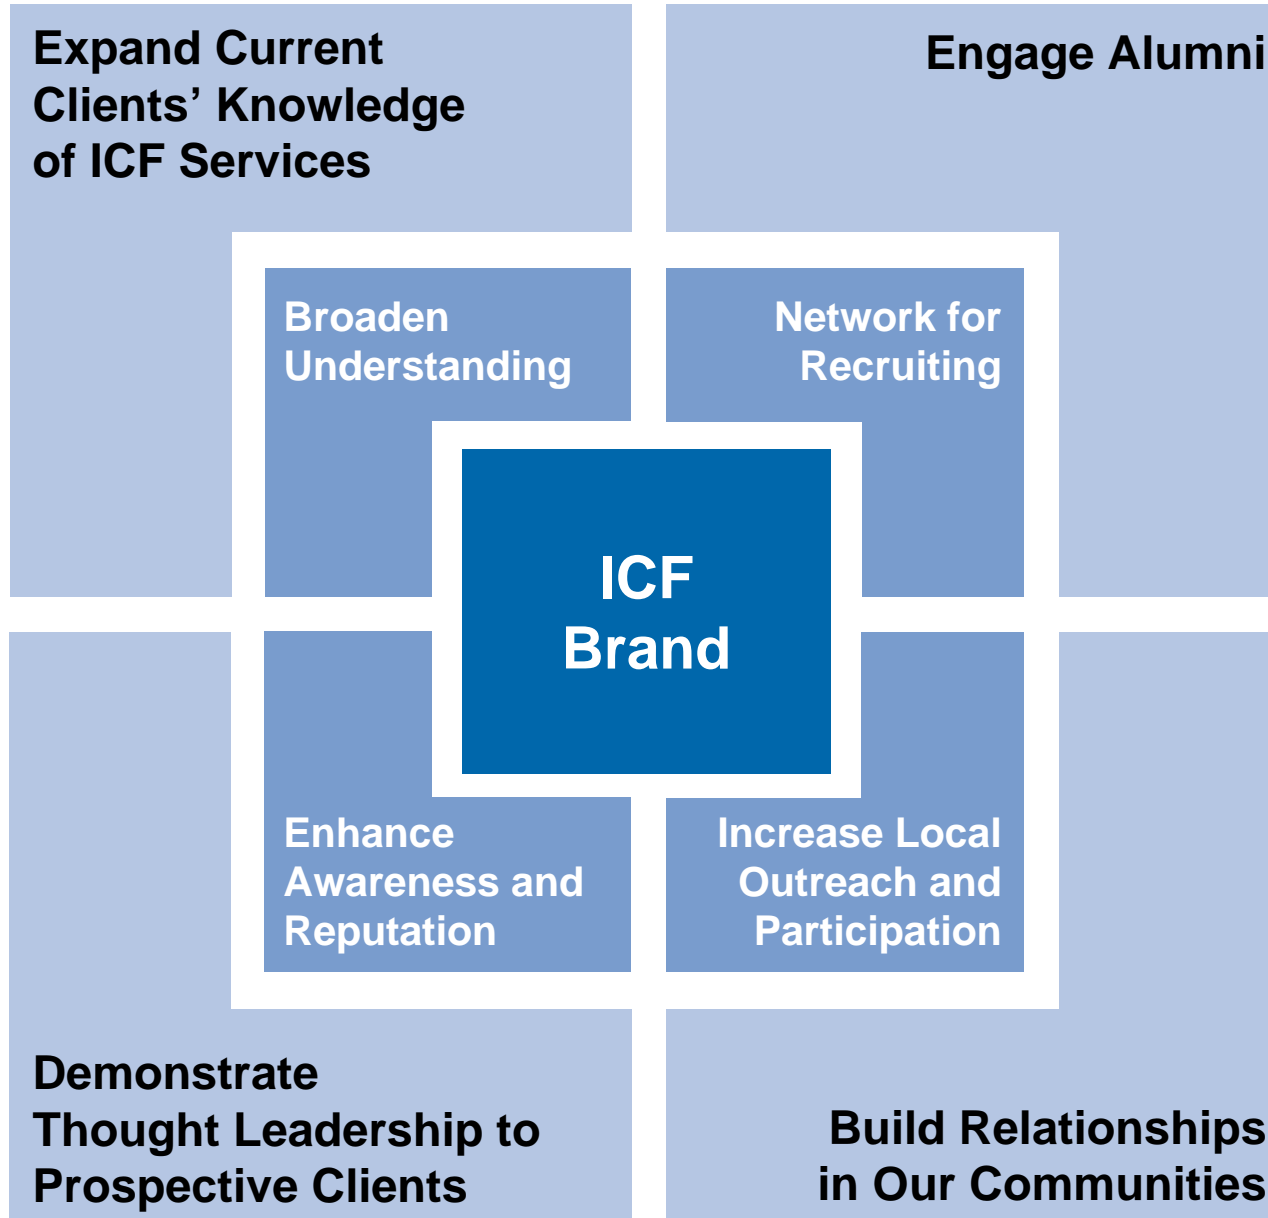 Expand Current
Clients’ Knowledge
of ICF Services
Engage Alumni
Broaden
Understanding
Network for
Recruiting
ICF
Brand
Enhance
Awareness and
Reputation
Increase Local
Outreach and
Participation
Demonstrate
Thought Leadership to
Prospective Clients
Build Relationships
in Our Communities